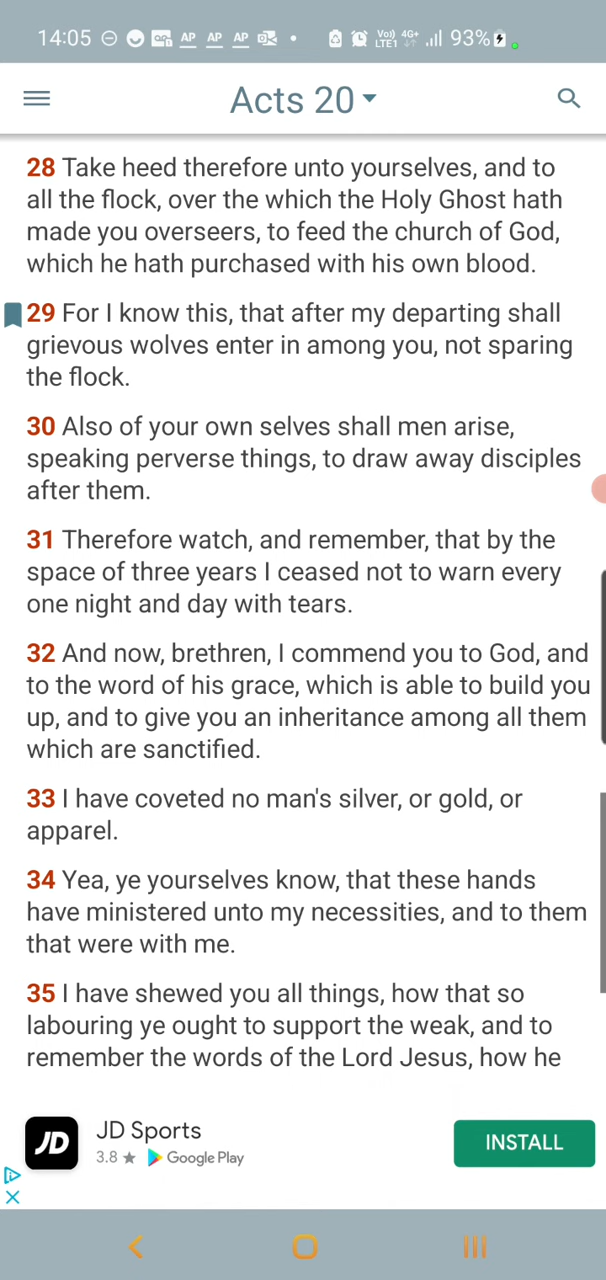 14:05 AP AP AP Vo)) LTE1 4G+ 93%
Acts 20
28 Take heed therefore unto yourselves, and to
all the flock, over the which the Holy Ghost hath
made you overseers, to feed the church of God,
which he hath purchased with his own blood.
29 For I know this, that after my departing shall
grievous wolves enter in among you, not sparing
the flock.
30 Also of your own selves shall men arise,
speaking perverse things, to draw away disciples
after them.
31 Therefore watch, and remember, that by the
space of three years I ceased not to warn every
one night and day with tears.
32 And now, brethren, I commend you to God, and
to the word of his grace, which is able to build you
up, and to give you an inheritance among all them
which are sanctified.
33 I have coveted no man's silver, or gold, or
apparel.
34 Yea, ye yourselves know, that these hands
have ministered unto my necessities, and to them
that were with me.
35 I have shewed you all things, how that so
labouring ye ought to support the weak, and to
remember the words of the Lord Jesus, how he
JD
JD Sports
3.8 ★ Google Play
INSTALL